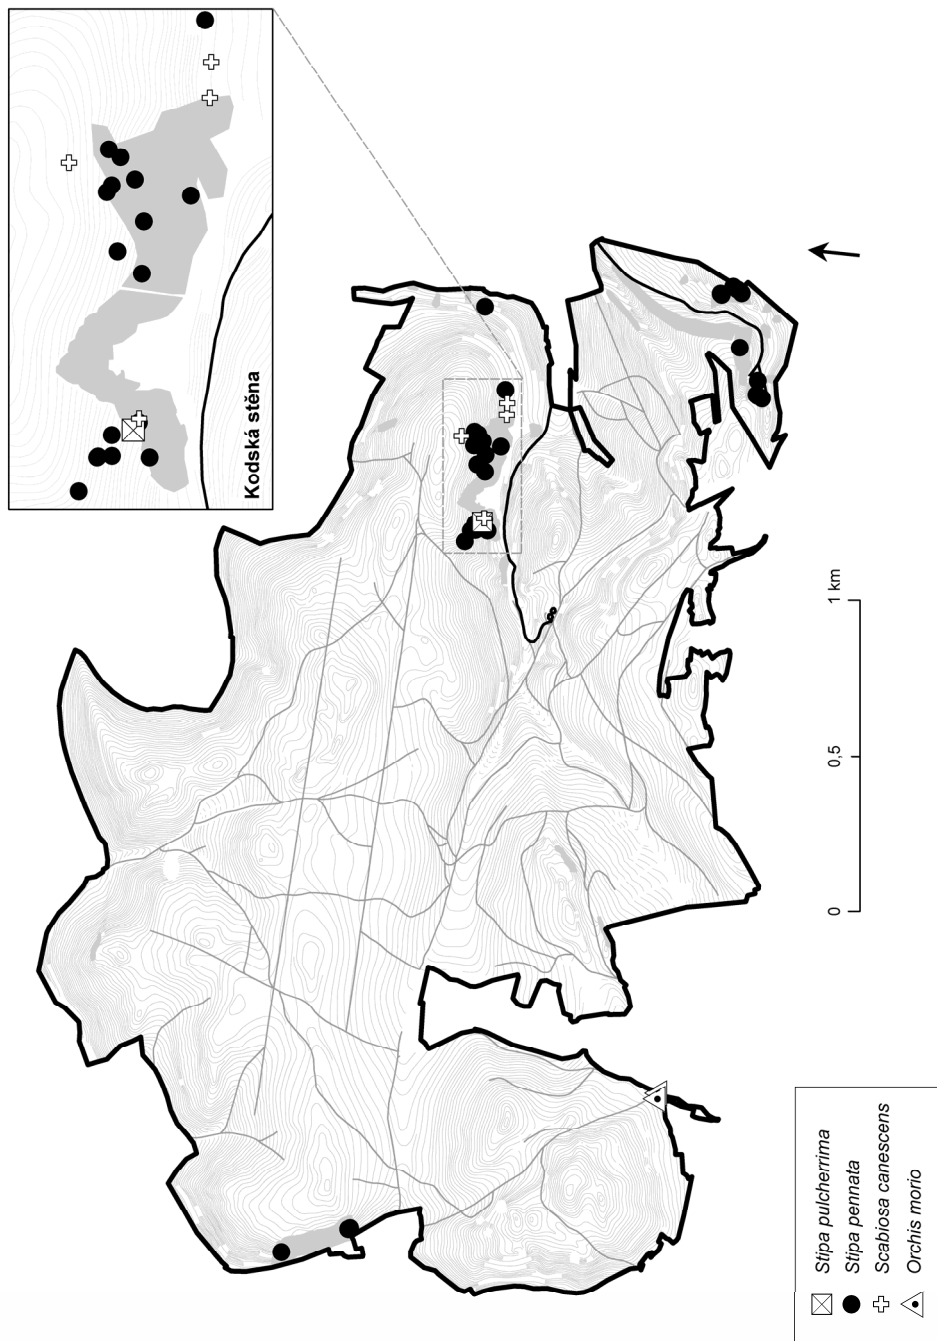 Kodská stěna
0
0,5
1 km
Stipa pulcherrima
Stipa pennata
Scabiosa canescens
Orchis morio